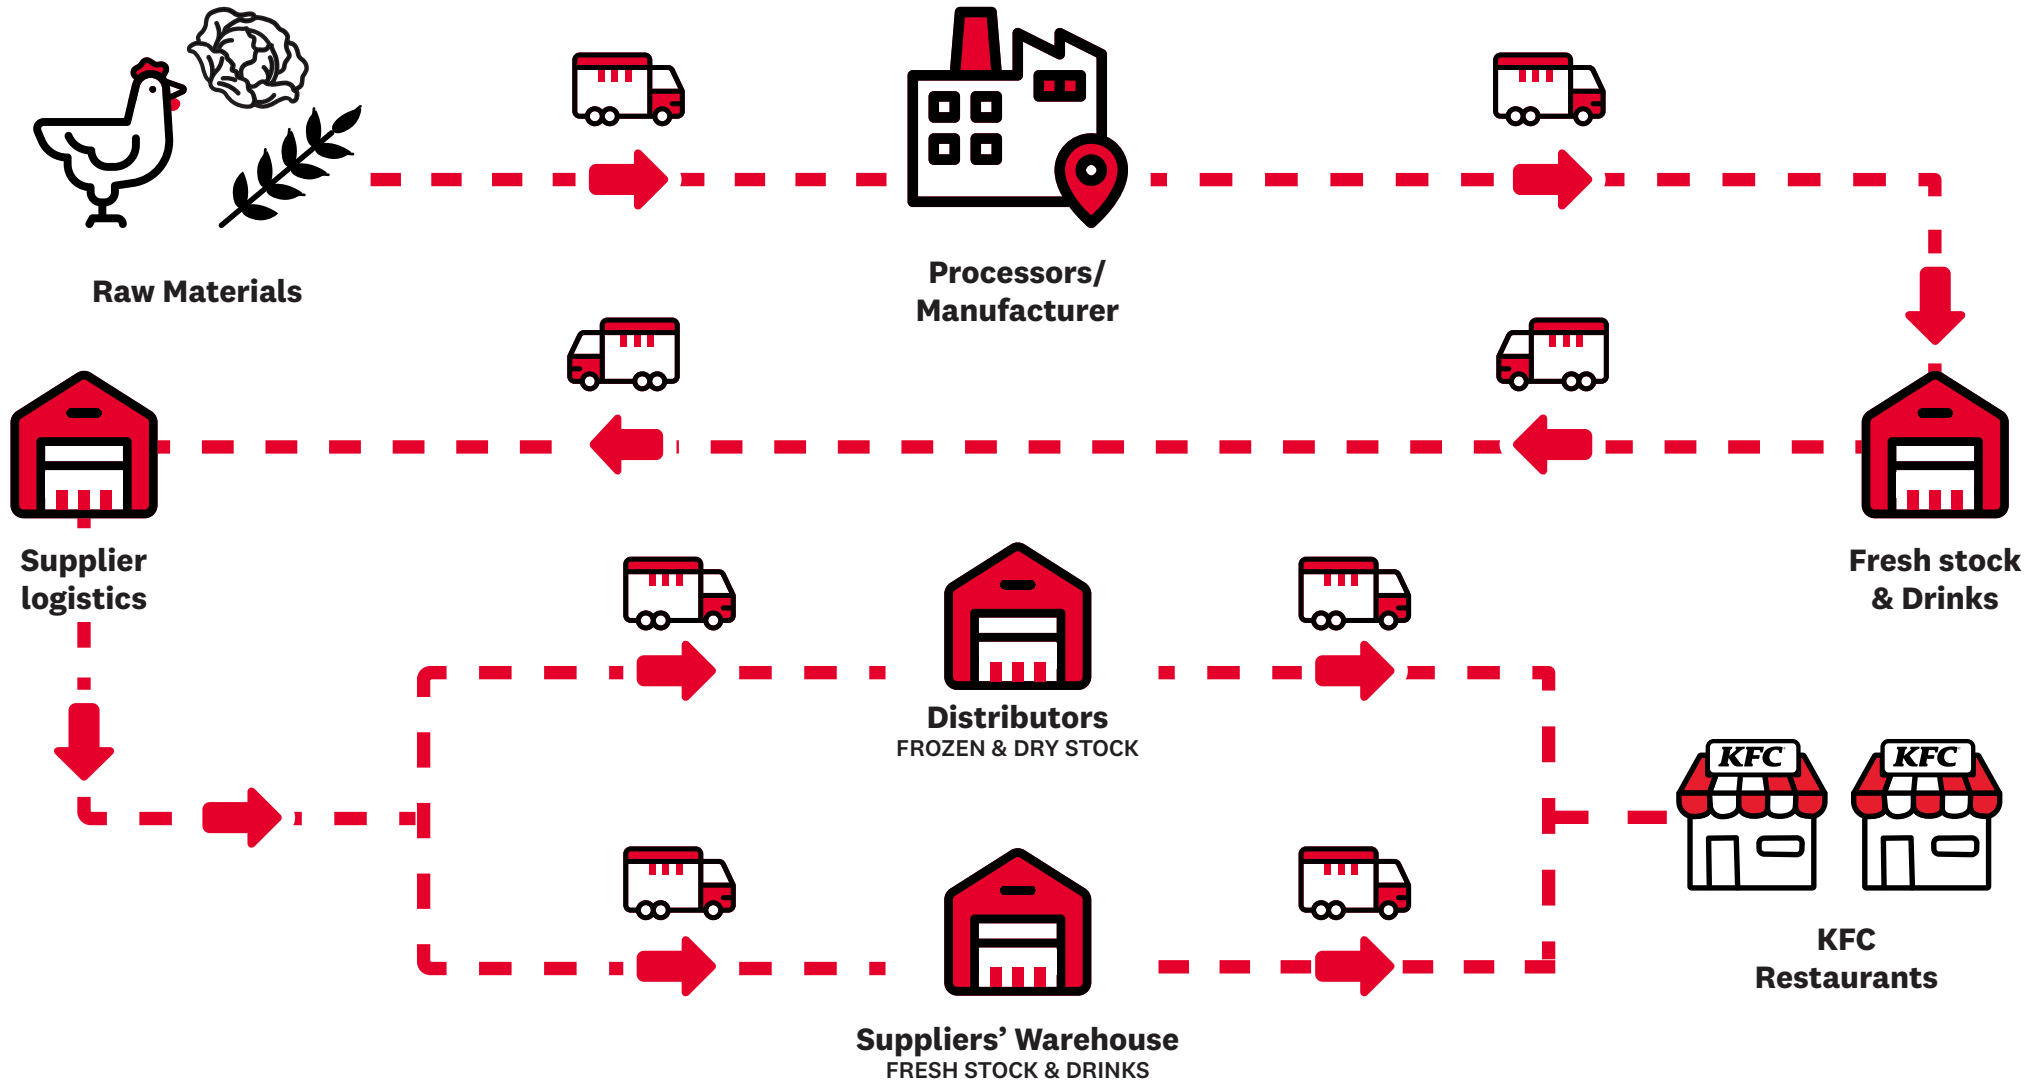 Raw Materials
Processors/
Manufacturer
Supplier
logistics
Fresh stock
& Drinks
Distributors
FROZEN & DRY STOCK
KFC
KFC
KFC
Restaurants
Suppliers’ Warehouse
FRESH STOCK & DRINKS